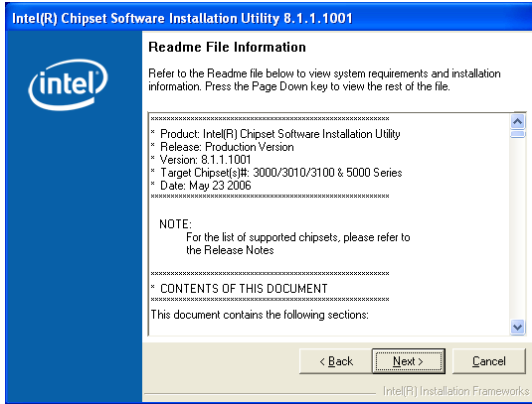 Intel(R) Chipset Software Installation Utility 8.1.1.1001
intel
Readme File Information
Refer to the Readme file below to view system requirements and installation
information. Press the Page Down key to view the rest of the file.
************************************************************
* Product: Intel(R) Chipset Software Installation Utility
* Release: Production Version
* Version: 8.1.1.1001
* Target Chipset(s)#: 3000/3010/3100 & 5000 Series
* Date: May 23 2006
************************************************************
NOTE:
For the list of supported chipsets, please refer to
the Release Notes
************************************************************
* CONTENTS OF THIS DOCUMENT
************************************************************
This document contains the following sections:
< Back
Next >
Cancel
Intel(R) Installation Frameworks